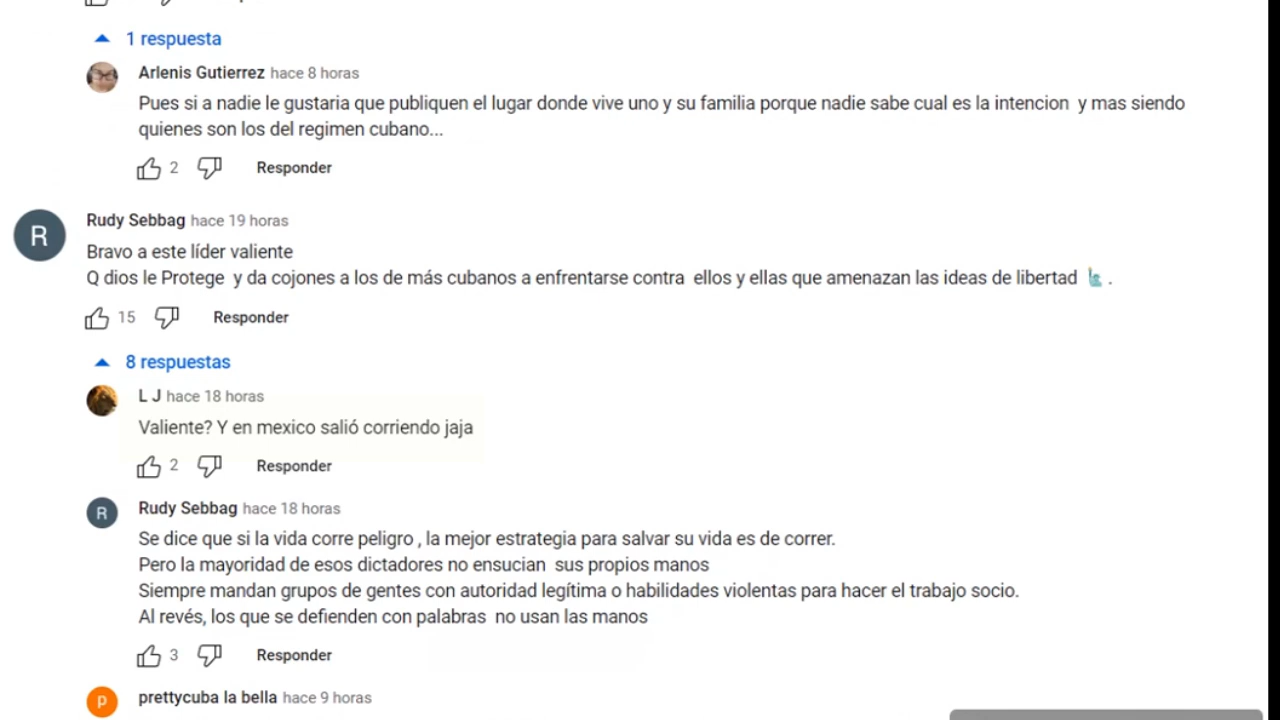 1 respuesta
Arlenis Gutierrez hace 8 horas
Pues si a nadie le gustaria que publiquen el lugar donde vive uno y su familia porque nadie sabe cual es la intencion y mas siendo
quienes son los del regimen cubano...
2 Responder
R
Rudy Sebbag hace 19 horas
Bravo a este líder valiente
Q dios le Protege y da cojones a los de más cubanos a enfrentarse contra ellos y ellas que amenazan las ideas de libertad 🗽 .
15 Responder
8 respuestas
L J hace 18 horas
Valiente? Y en mexico salió corriendo jaja
2 Responder
R
Rudy Sebbag hace 18 horas
Se dice que si la vida corre peligro , la mejor estrategia para salvar su vida es de correr.
Pero la mayoridad de esos dictadores no ensucian sus propios manos
Siempre mandan grupos de gentes con autoridad legítima o habilidades violentas para hacer el trabajo socio.
Al revés, los que se defienden con palabras no usan las manos
3 Responder
P
prettycuba la bella hace 9 horas